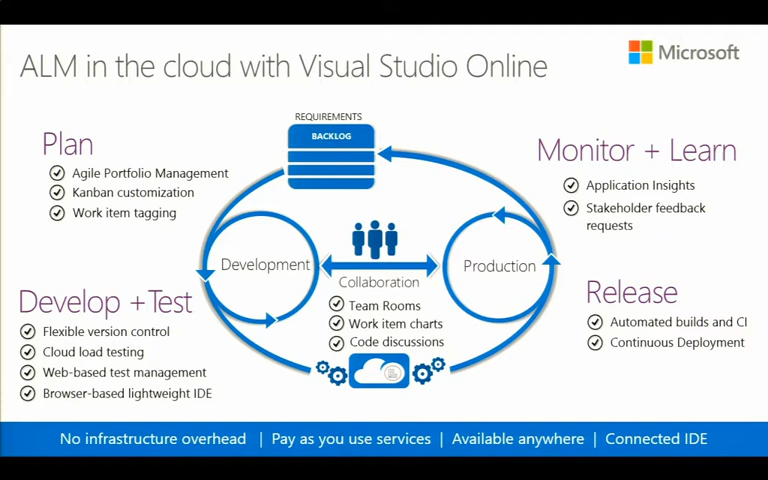 ALM in the cloud with Visual Studio Online
Microsoft
REQUIREMENTS
BACKLOG
Plan
Agile Portfolio Management
Kanban customization
Work item tagging
Monitor + Learn
Application Insights
Stakeholder feedback
requests
Development
Production
Collaboration
Team Rooms
Work item charts
Code discussions
Develop +Test
Flexible version control
Cloud load testing
Web-based test management
Browser-based lightweight IDE
Release
Automated builds and CI
Continuous Deployment
No infrastructure overhead | Pay as you use services | Available anywhere | Connected IDE